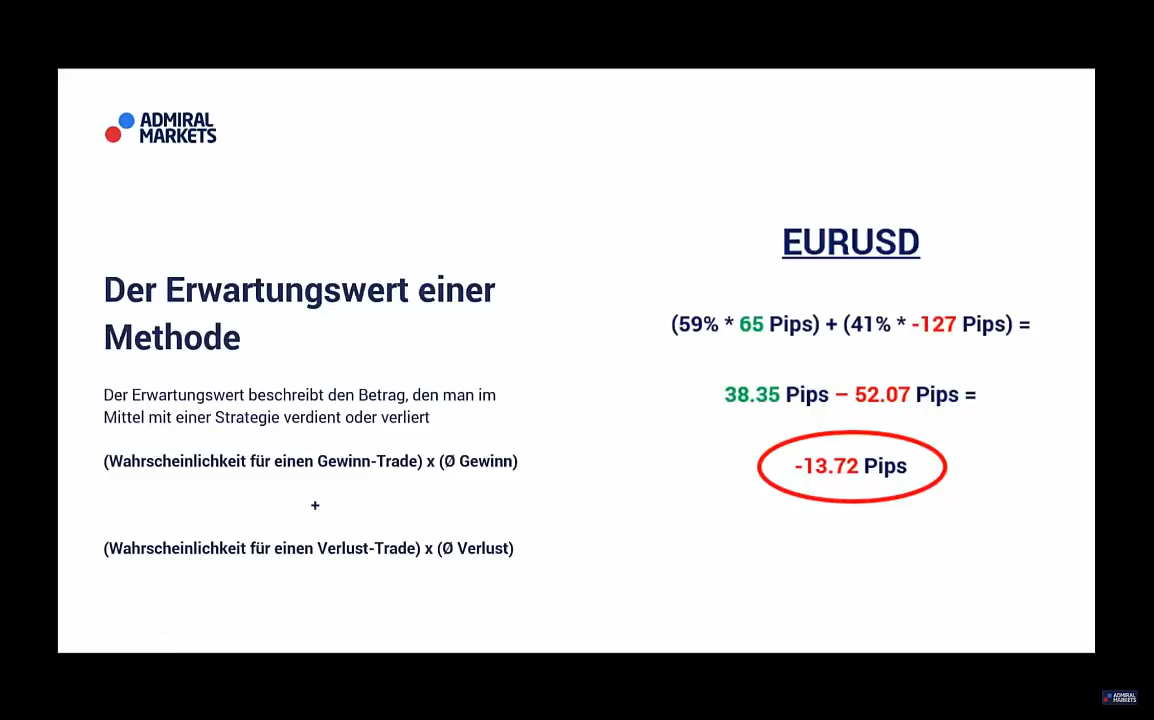 ADMIRAL
MARKETS
Der Erwartungswert einer
Methode
Der Erwartungswert beschreibt den Betrag, den man im
Mittel mit einer Strategie verdient oder verliert
(Wahrscheinlichkeit für einen Gewinn-Trade) x (Ø Gewinn)
+
(Wahrscheinlichkeit für einen Verlust-Trade) x (Ø Verlust)
EURUSD
(59% * 65 Pips) + (41% * -127 Pips) =
38.35 Pips – 52.07 Pips =
-13.72 Pips
ADMIRAL
MARKETS